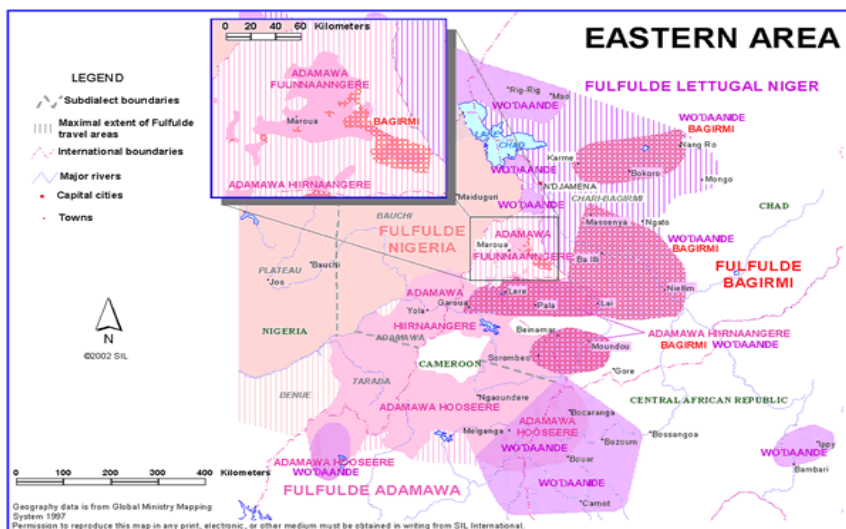 EASTERN AREA
Kilometers
0 20 40 60
ADAMAWA
FUUNNAANNGERE
Maroua
BAGIRMI
ADAMAWA HIIRNAANGERE
LEGEND
Subdialect boundaries
Maximal extent of Fulfulde
travel areas
International boundaries
Major rivers
Capital cities
Towns
©2002 SIL
FULFULDE LETTUGAL NIGER
Rig-Rig
Mao
WO'DAANDE
LAKE
CHAD
WO'DAANDE
BAGIRMI
Nang Ro
Karme
Bokoro
Mongo
WO'DAANDE
N'DJAMENA
Maiduguri
WO'DAANDE
CHARI-BAGIRMI
CHAD
Massenya
Ngato
BAUCHI
FULFULDE
NIGERIA
ADAMAWA
Maroua
FUUNNAANNGERE
WO'DAANDE
BAGIRMI
Ba Illi
FULFULDE
BAGIRMI
PLATEAU
Bauchi
Jos
Niellim
ADAMAWA
Lere
Garoua
Pala
Lai
Yola
HIIRNAANGERE
NIGERIA
ADAMAWA
Beinamar
Moundou
ADAMAWA HIIRNAANGERE
BAGIRMI WO'DAANDE
CAMEROON
Sorombeo
Gore
BENUE
TARABA
Ngaoundere
CENTRAL AFRICAN REPUBLIC
ADAMAWA HOOSEERE
Bocaranga
Meiganga
ADAMAWA
HOOSEERE
Bozoum
Bossangoa
Ippy
WO'DAANDE
Bouar
WO'DAANDE
Bambari
ADAMAWA HOOSEERE
WO'DAANDE
WO'DAANDE
Carnot
FULFULDE ADAMAWA
0 100 200 300 400 Kilometers
Geography data is from Global Ministry Mapping
System 1997
Permission to reproduce this map in any print, electronic, or other medium must be obtained in writing from SIL International.